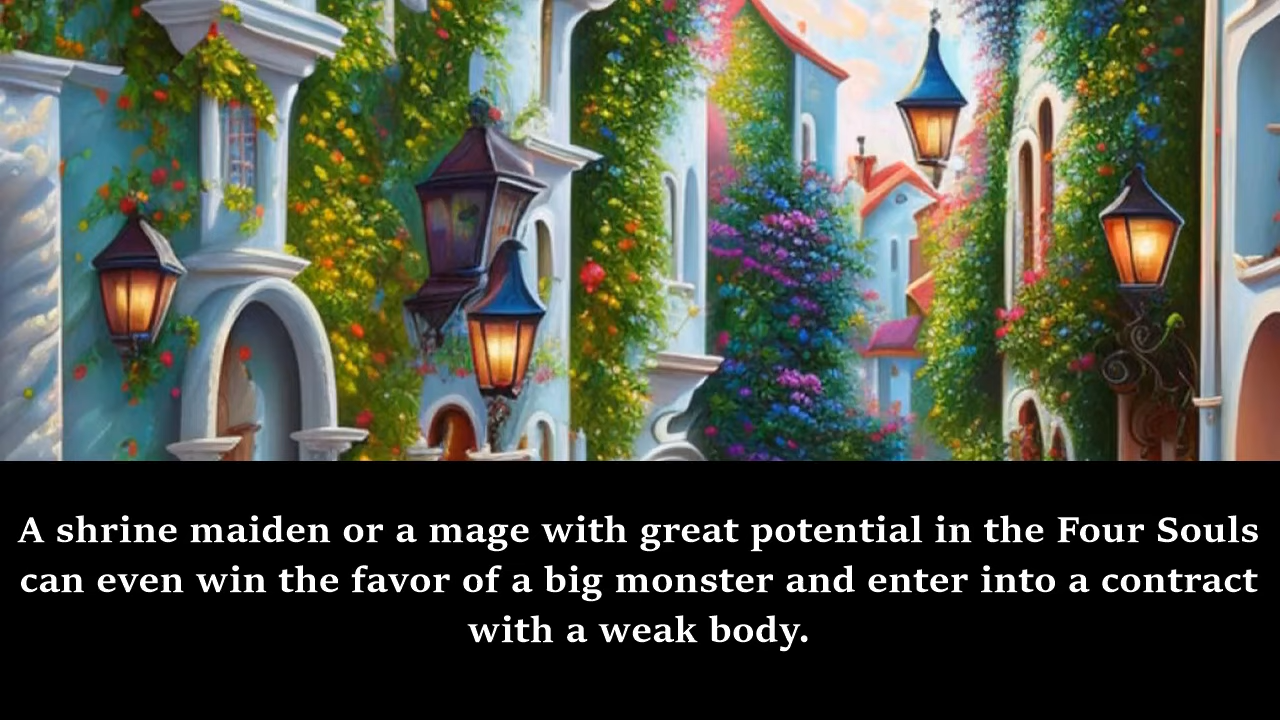 A shrine maiden or a mage with great potential in the Four Souls
can even win the favor of a big monster and enter into a contract
with a weak body.